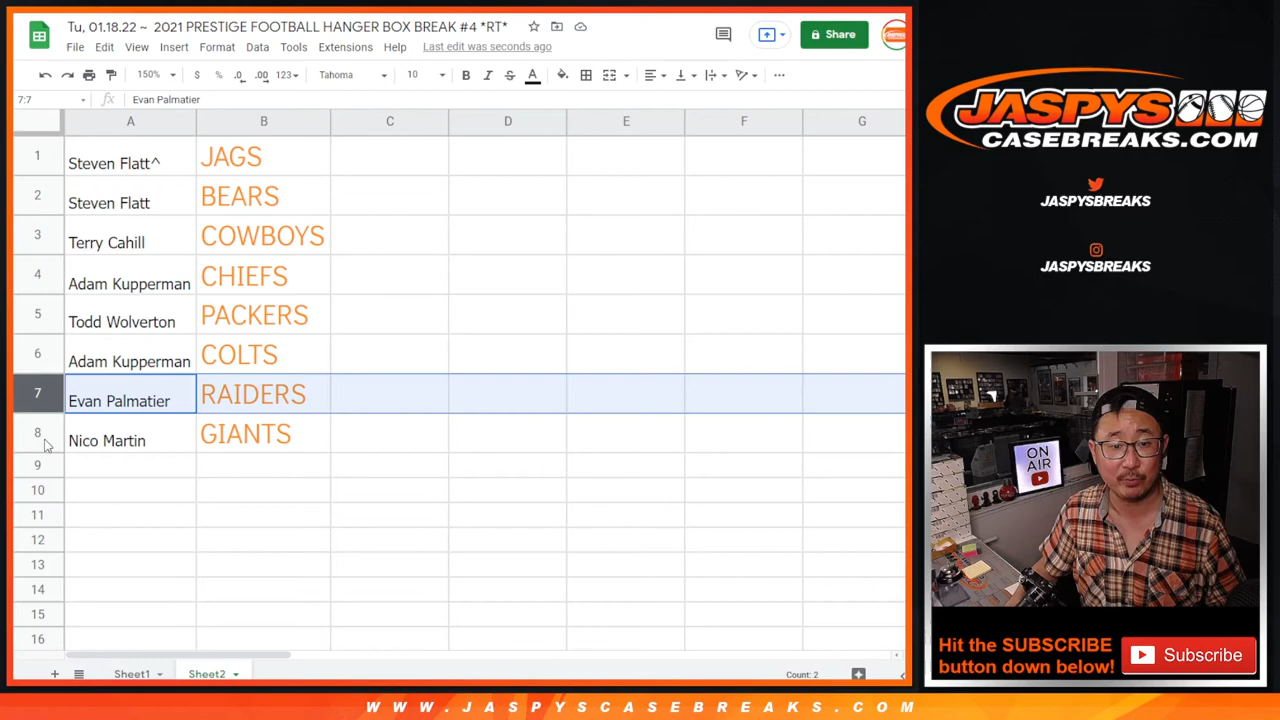 Tu, 01.18.22 ~ 2021 PRESTIGE FOOTBALL HANGER BOX BREAK #4 *RT*
File Edit View Insert Format Data Tools Extensions Help Last edit was seconds ago
Share
150% $ % .0 .00 123 Tahoma 10 B I S A
7:7 fx Evan Palmatier
A B C D E F G
1 Steven Flatt^ JAGS
2 Steven Flatt BEARS
3 Terry Cahill COWBOYS
4 Adam Kupperman CHIEFS
5 Todd Wolverton PACKERS
6 Adam Kupperman COLTS
7 Evan Palmatier RAIDERS
8 Nico Martin GIANTS
9
10
11
12
13
14
15
16
Sheet1 Sheet2 Count: 2
JASPYS
CASEBREAKS.COM
JASPYSBREAKS
JASPYSBREAKS
ON
AIR
Hit the SUBSCRIBE
button down below!
Subscribe
WWW.JASPYSCASEBREAKS.COM